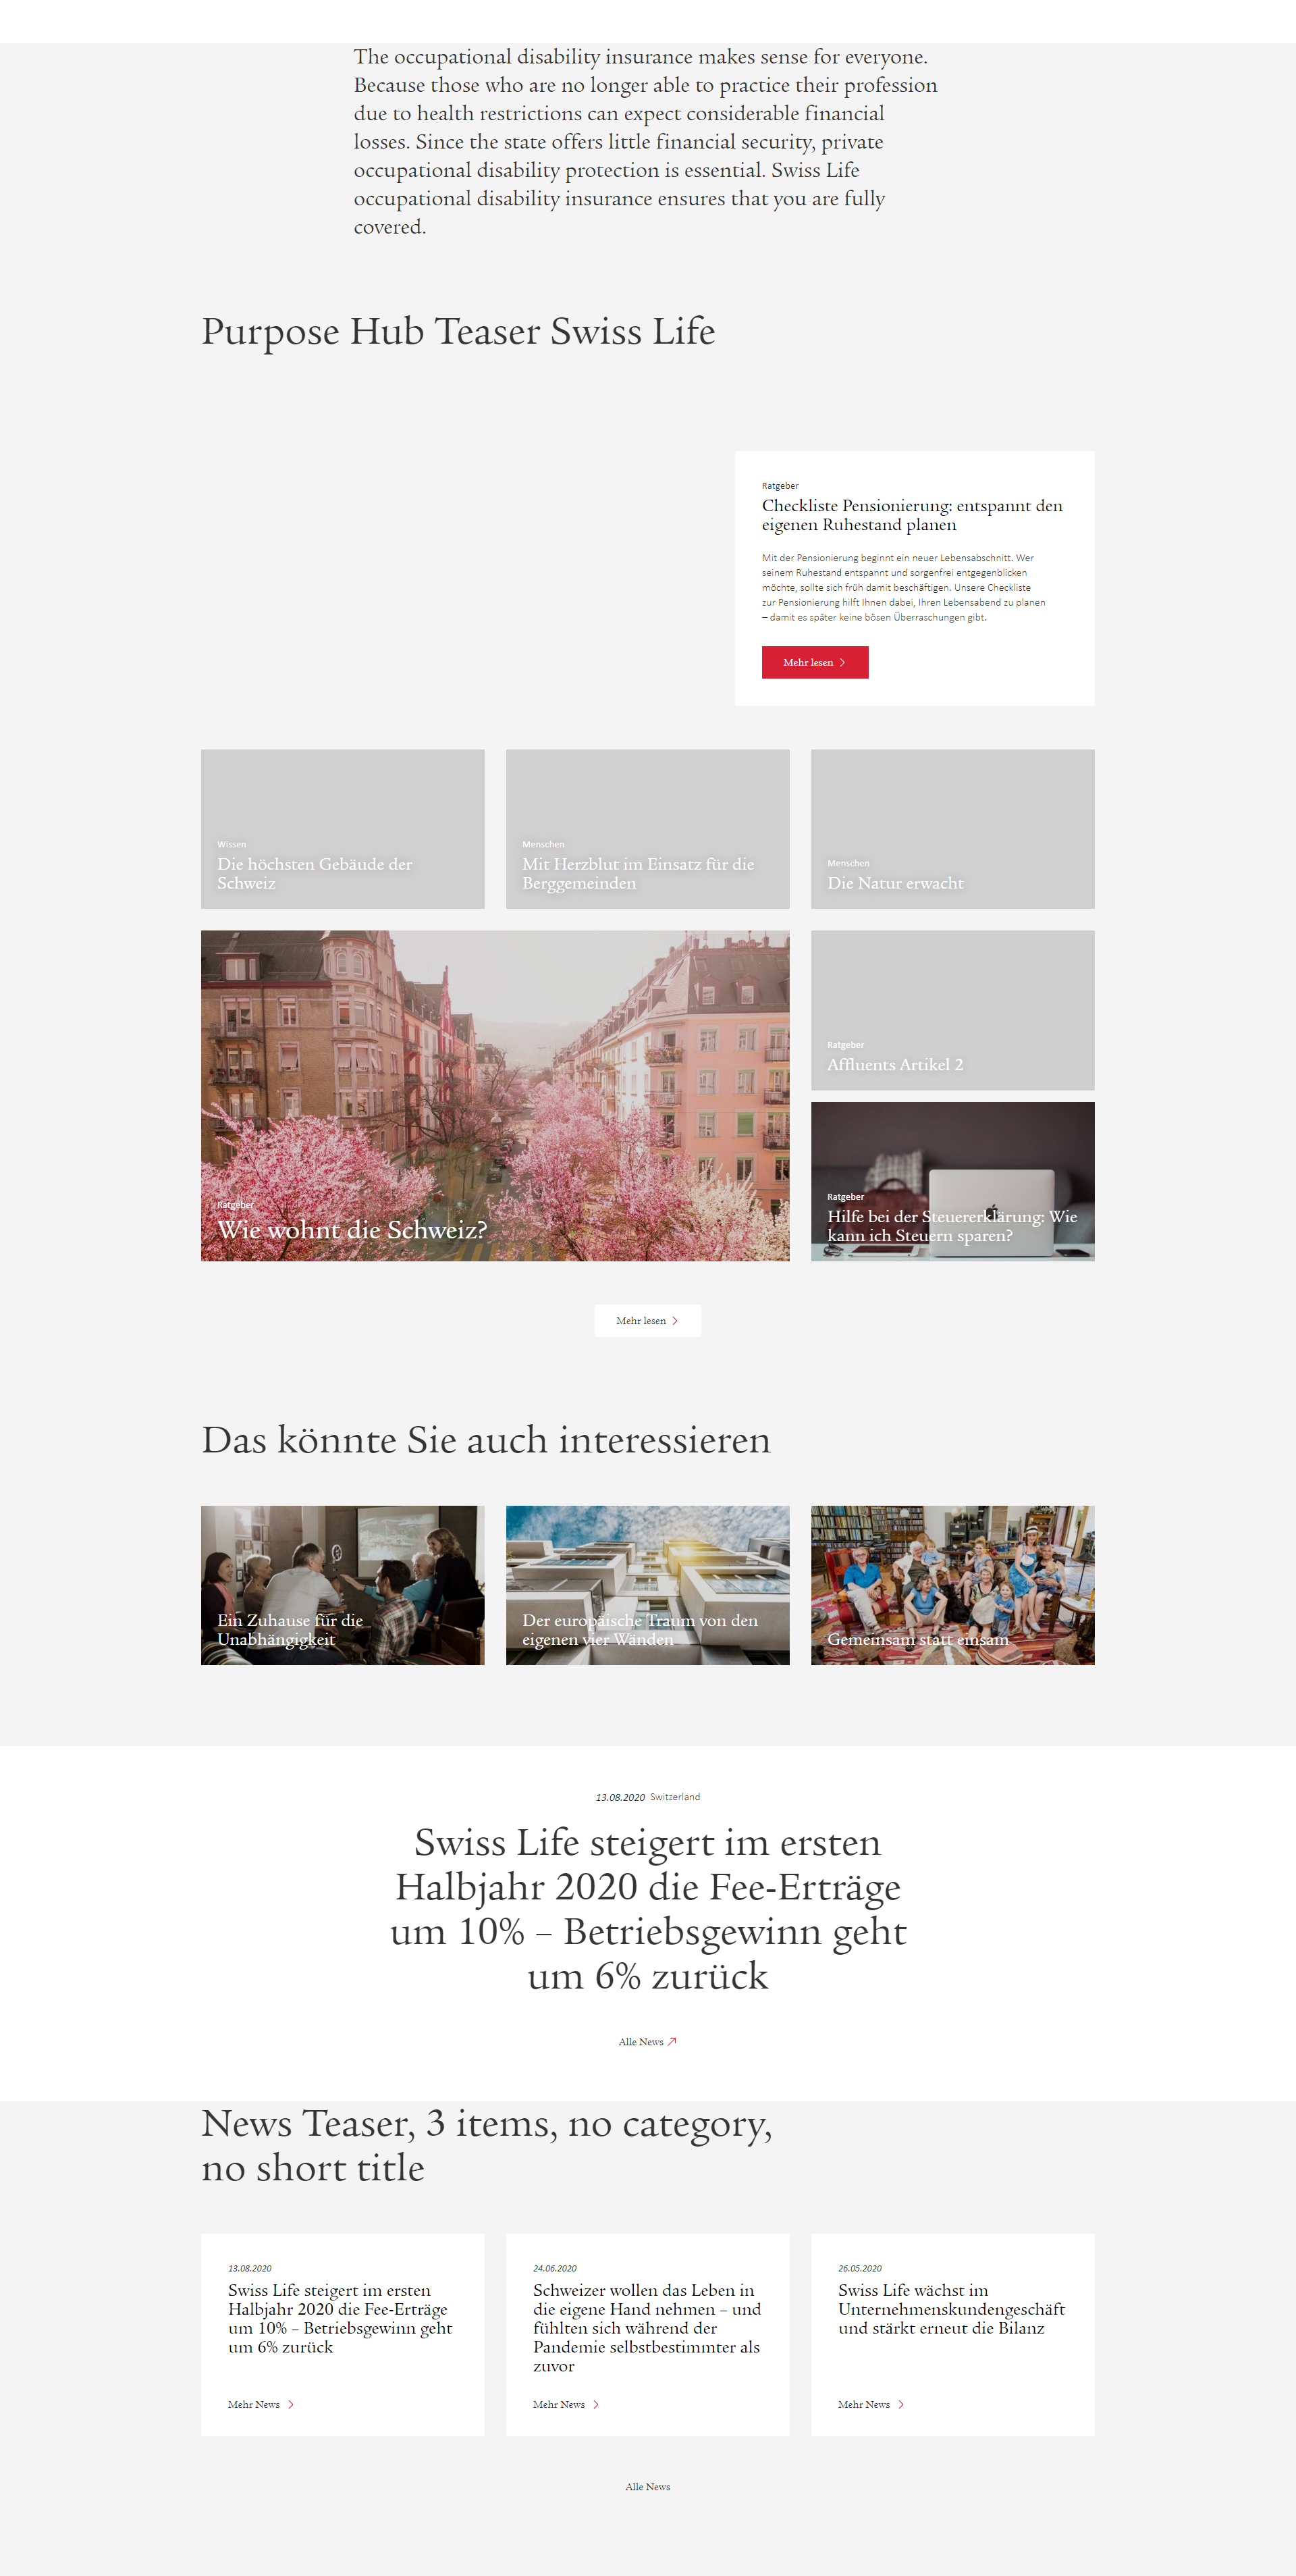 The occupational disability insurance makes sense for everyone.
Because those who are no longer able to practice their profession
due to health restrictions can expect considerable financial
losses. Since the state offers little financial security, private
occupational disability protection is essential. Swiss Life
occupational disability insurance ensures that you are fully
covered.
Purpose Hub Teaser Swiss Life
Ratgeber
Checkliste Pensionierung: entspannt den
eigenen Ruhestand planen
Mit der Pensionierung beginnt ein neuer Lebensabschnitt. Wer
seinem Ruhestand entspannt und sorgenfrei entgegenblicken
möchte, sollte sich früh damit beschäftigen. Unsere Checkliste
zur Pensionierung hilft Ihnen dabei, Ihren Lebensabend zu planen
– damit es später keine bösen Überraschungen gibt.
Mehr lesen
Wissen
Die höchsten Gebäude der
Schweiz
Menschen
Mit Herzblut im Einsatz für die
Berggemeinden
Menschen
Die Natur erwacht
Ratgeber
Wie wohnt die Schweiz?
Ratgeber
Affluents Artikel 2
Ratgeber
Hilfe bei der Steuererklärung: Wie
kann ich Steuern sparen?
Mehr lesen
Das könnte Sie auch interessieren
Ein Zuhause für die
Unabhängigkeit
Der europäische Traum von den
eigenen vier Wänden
Gemeinsam statt einsam
13.08.2020 Switzerland
Swiss Life steigert im ersten
Halbjahr 2020 die Fee-Erträge
um 10% – Betriebsgewinn geht
um 6% zurück
Alle News
News Teaser, 3 items, no category,
no short title
13.08.2020
Swiss Life steigert im ersten
Halbjahr 2020 die Fee-Erträge
um 10% – Betriebsgewinn geht
um 6% zurück
Mehr News
24.06.2020
Schweizer wollen das Leben in
die eigene Hand nehmen – und
fühlten sich während der
Pandemie selbstbestimmter als
zuvor
Mehr News
26.05.2020
Swiss Life wächst im
Unternehmenskundengeschäft
und stärkt erneut die Bilanz
Mehr News
Alle News